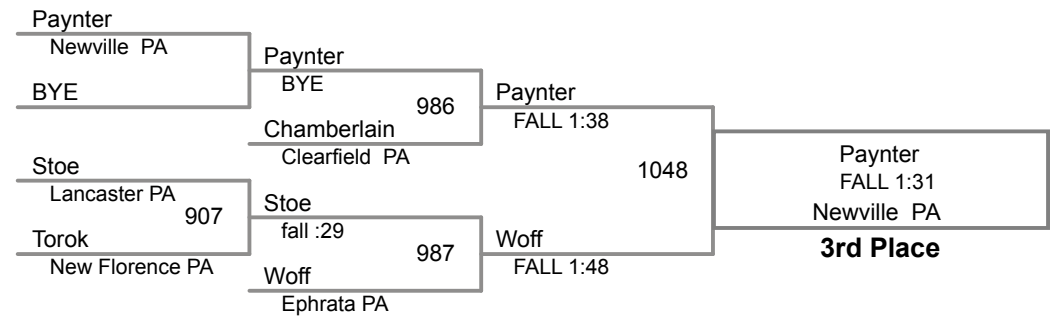 Paynter
Newville PA
BYE
Stoe
Lancaster PA
907
Torok
New Florence PA
Paynter
BYE
986
Chamberlain
Clearfield PA
Stoe
fall :29
987
Woff
Ephrata PA
Paynter
FALL 1:38
1048
Woff
FALL 1:48
Paynter
FALL 1:31
Newville PA
3rd Place